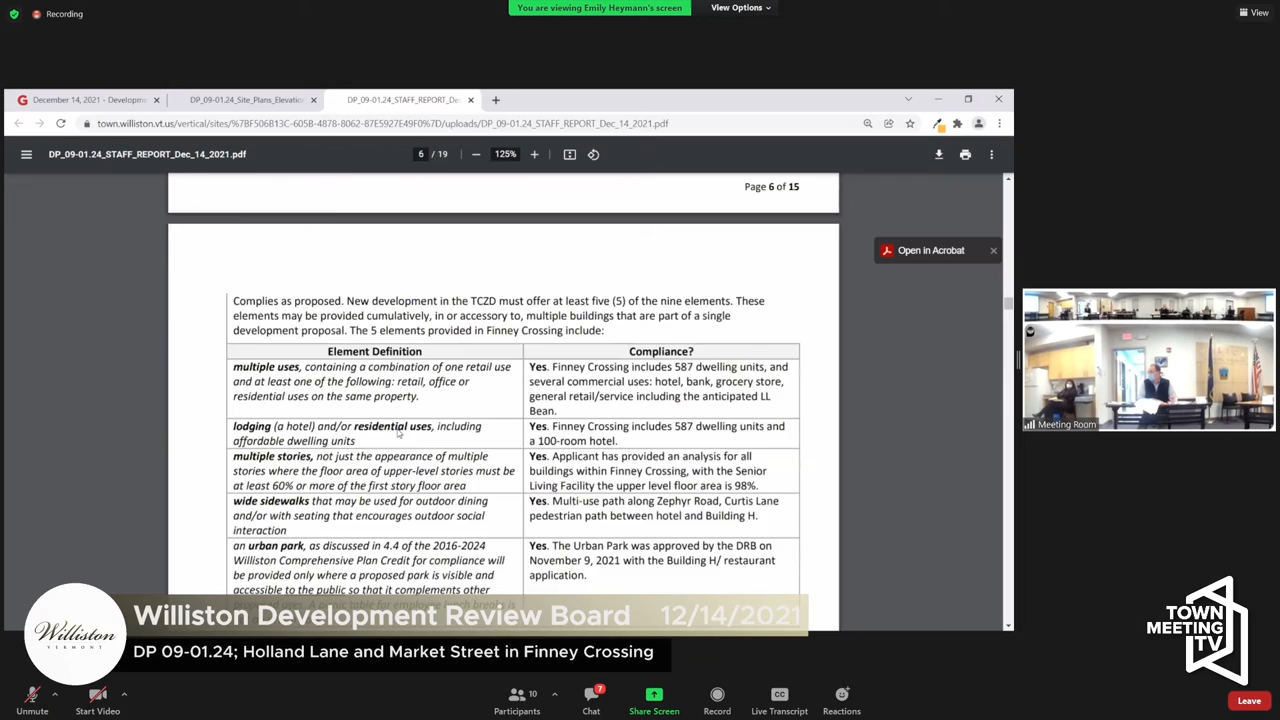 Recording
You are viewing Emily Heymann's screen
View Options
View
December 14, 2021 - Developm
DP_09-01.24_Site_Plans_Elevatio
DP_09-01.24_STAFF_REPORT_De
town.williston.vt.us/vertical/sites/%7BF506B13C-605B-4878-8062-87E5927E49F0%7D/uploads/DP_09-01.24_STAFF_REPORT_Dec_14_2021.pdf
DP_09-01.24_STAFF_REPORT_Dec_14_2021.pdf
6 / 19
125%
Page 6 of 15
Open in Acrobat
Complies as proposed. New development in the TCZD must offer at least five (5) of the nine elements. These
elements may be provided cumulatively, in or accessory to, multiple buildings that are part of a single
development proposal. The 5 elements provided in Finney Crossing include:
Element Definition
Compliance?
multiple uses, containing a combination of one retail use
and at least one of the following: retail, office or
residential uses on the same property.
Yes. Finney Crossing includes 587 dwelling units, and
several commercial uses: hotel, bank, grocery store,
general retail/service including the anticipated LL
Bean.
lodging (a hotel) and/or residential uses, including
affordable dwelling units
Yes. Finney Crossing includes 587 dwelling units and
a 100-room hotel.
multiple stories, not just the appearance of multiple
stories where the floor area of upper-level stories must be
at least 60% or more of the first story floor area
Yes. Applicant has provided an analysis for all
buildings within Finney Crossing, with the Senior
Living Facility the upper level floor area is 98%.
wide sidewalks that may be used for outdoor dining
and/or with seating that encourages outdoor social
interaction
Yes. Multi-use path along Zephyr Road, Curtis Lane
pedestrian path between hotel and Building H.
an urban park, as discussed in 4.4 of the 2016-2024
Williston Comprehensive Plan Credit for compliance will
be provided only where a proposed park is visible and
accessible to the public so that it complements other
Yes. The Urban Park was approved by the DRB on
November 9, 2021 with the Building H/ restaurant
application.
Meeting Room
Williston
VERMONT
Williston Development Review Board 12/14/2021
DP 09-01.24; Holland Lane and Market Street in Finney Crossing
TOWN
MEETING
TV
Unmute
Start Video
10
Participants
7
Chat
Share Screen
Record
CC
Live Transcript
Reactions
Leave